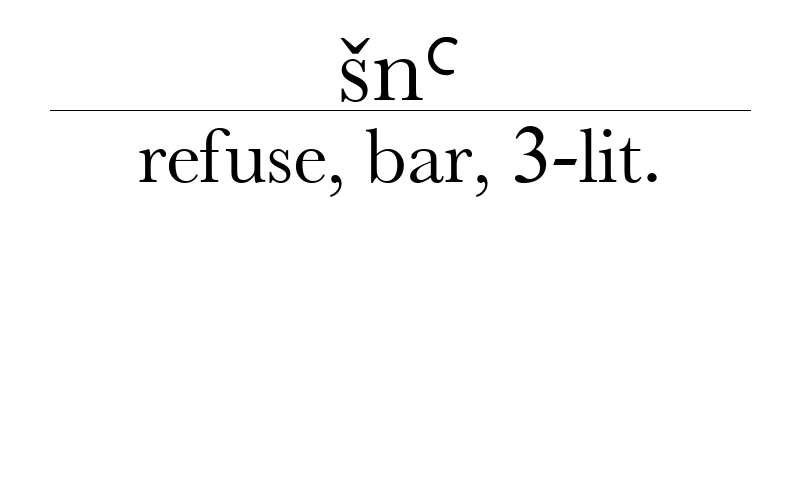 šnꜥ
refuse, bar, 3-lit.